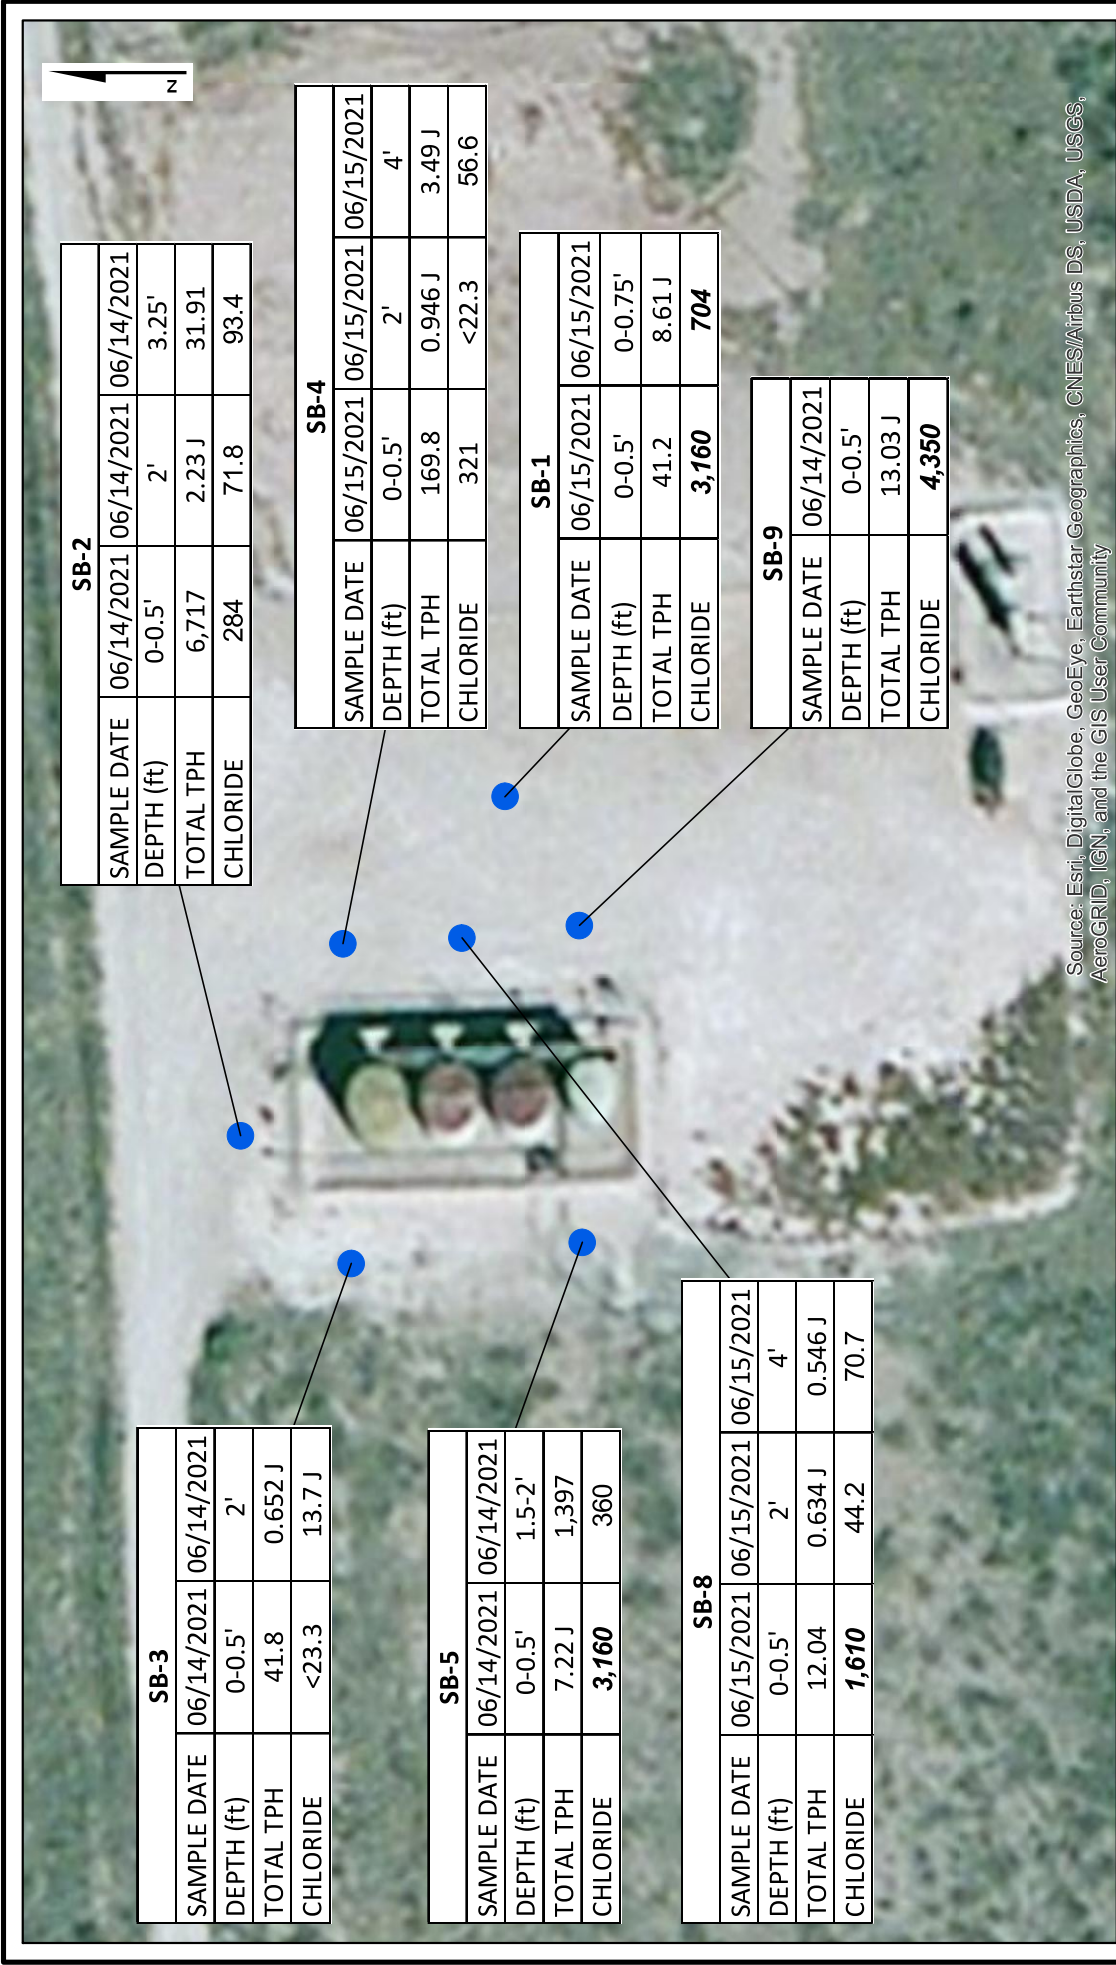 N
SB-2
SAMPLE DATE 06/14/2021 06/14/2021 06/14/2021
DEPTH (ft) 0-0.5' 2' 3.25'
TOTAL TPH 6,717 2.23 J 31.91
CHLORIDE 284 71.8 93.4
SB-3
SAMPLE DATE 06/14/2021 06/14/2021
DEPTH (ft) 0-0.5' 2'
TOTAL TPH 41.8 0.652 J
CHLORIDE <23.3 13.7 J
SB-4
SAMPLE DATE 06/15/2021 06/15/2021 06/15/2021
DEPTH (ft) 0-0.5' 2' 4'
TOTAL TPH 169.8 0.946 J 3.49 J
CHLORIDE 321 <22.3 56.6
SB-5
SAMPLE DATE 06/14/2021 06/14/2021
DEPTH (ft) 0-0.5' 1.5-2'
TOTAL TPH 7.22 J 1,397
CHLORIDE 3,160 360
SB-1
SAMPLE DATE 06/15/2021 06/15/2021
DEPTH (ft) 0-0.5' 0-0.75'
TOTAL TPH 41.2 8.61 J
CHLORIDE 3,160 704
SB-8
SAMPLE DATE 06/15/2021 06/15/2021 06/15/2021
DEPTH (ft) 0-0.5' 2' 4'
TOTAL TPH 12.04 0.634 J 0.546 J
CHLORIDE 1,610 44.2 70.7
SB-9
SAMPLE DATE 06/14/2021
DEPTH (ft) 0-0.5'
TOTAL TPH 13.03 J
CHLORIDE 4,350
Source: Esri, DigitalGlobe, GeoEye, Earthstar Geographics, CNES/Airbus DS, USDA, USGS,
AeroGRID, IGN, and the GIS User Community